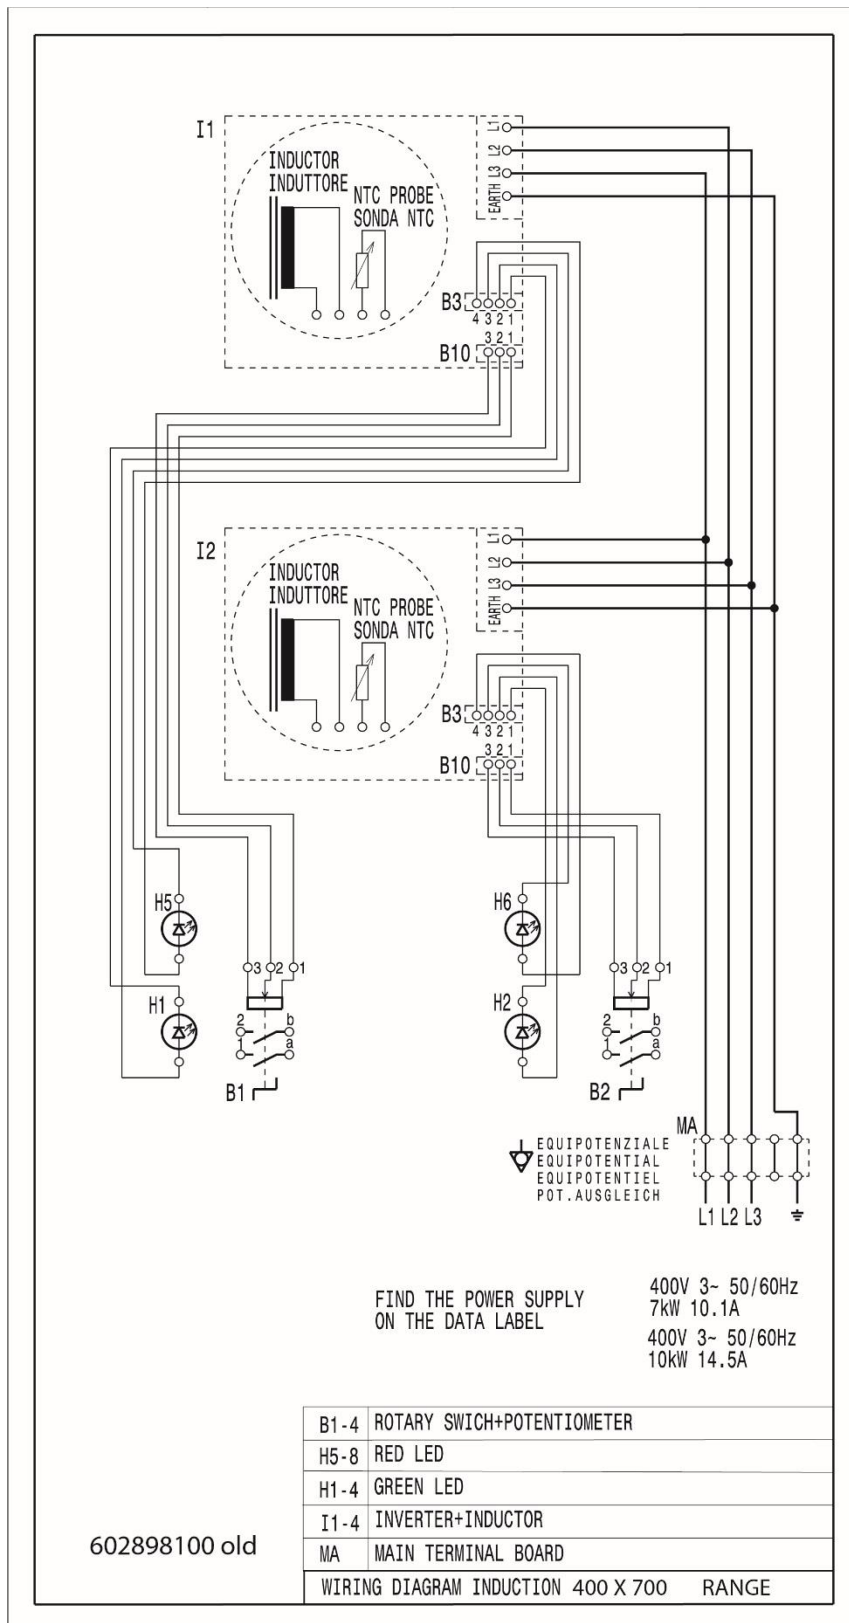 I1
INDUCTOR
INDUTTORE
NTC PROBE
SONDA NTC
L1
L2
L3
EARTH
B3
4 3 2 1
3 2 1
B10
I2
INDUCTOR
INDUTTORE
NTC PROBE
SONDA NTC
L1
L2
L3
EARTH
B3
4 3 2 1
3 2 1
B10
H5
H6
3 2 1
3 2 1
H1
H2
2 b
1 a
2 b
1 a
B1
B2
MA
EQUIPOTENZIALE
EQUIPOTENTIAL
EQUIPOTENTIEL
POT.AUSGLEICH
L1 L2 L3
FIND THE POWER SUPPLY
ON THE DATA LABEL
400V 3~ 50/60Hz
7kW 10.1A
400V 3~ 50/60Hz
10kW 14.5A
B1-4 ROTARY SWICH+POTENTIOMETER
H5-8 RED LED
H1-4 GREEN LED
I1-4 INVERTER+INDUCTOR
MA MAIN TERMINAL BOARD
WIRING DIAGRAM INDUCTION 400 X 700 RANGE
602898100 old